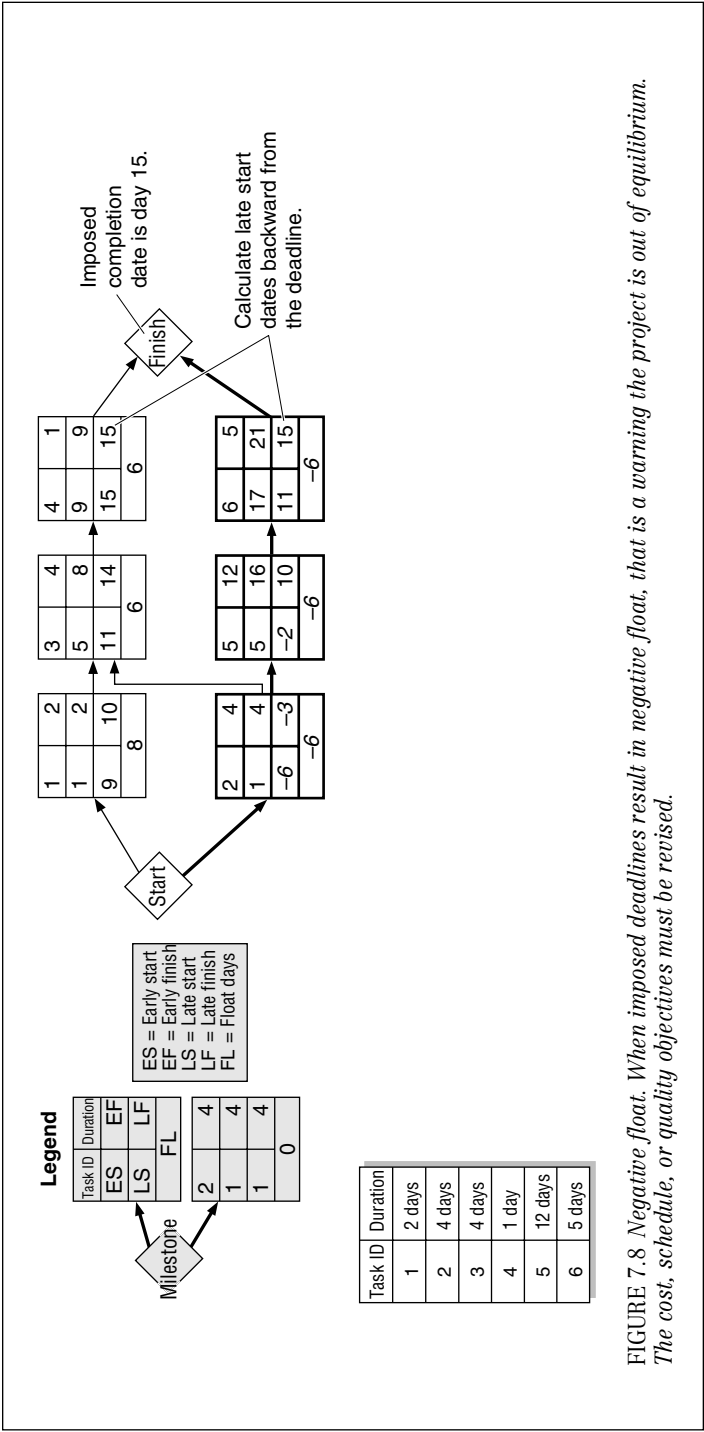 Legend
Task ID Duration
ES EF
LS LF
FL
Milestone
2 4
1 4
1 4
0
ES = Early start
EF = Early finish
LS = Late start
LF = Late finish
FL = Float days
Start
1 2
1 2
9 10
8
3 4
5 8
11 14
6
4 1
9 9
15 15
6
2 4
1 4
–6 –3
–6
5 12
5 16
–2 10
–6
6 5
17 21
11 15
–6
Finish
Imposed
completion
date is day 15.
Calculate late start
dates backward from
the deadline.
Task ID Duration
1 2 days
2 4 days
3 4 days
4 1 day
5 12 days
6 5 days
FIGURE 7.8 Negative float. When imposed deadlines result in negative float, that is a warning the project is out of equilibrium.
The cost, schedule, or quality objectives must be revised.